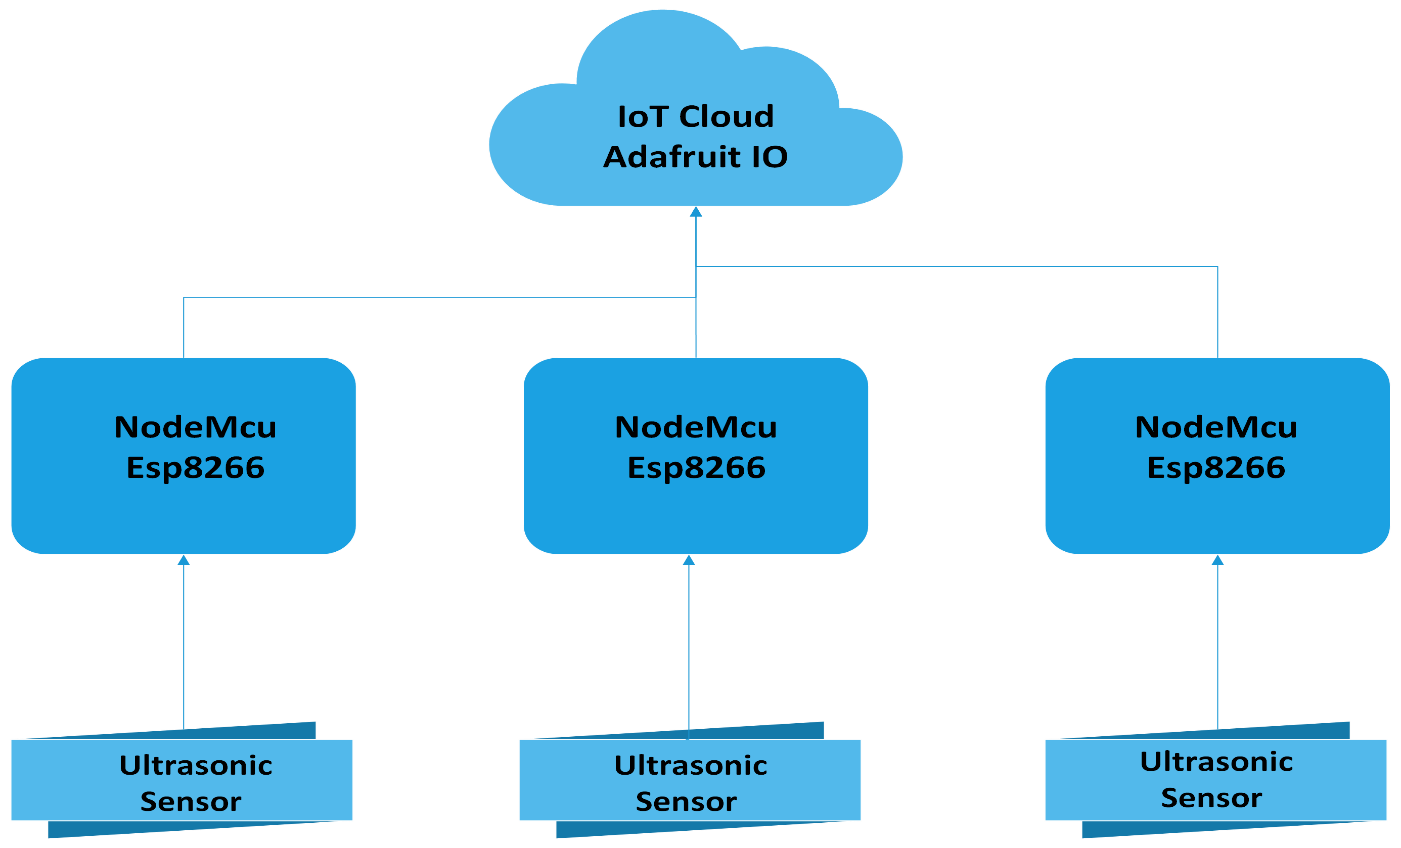 IoT Cloud
Adafruit IO
NodeMcu
Esp8266
NodeMcu
Esp8266
NodeMcu
Esp8266
Ultrasonic
Sensor
Ultrasonic
Sensor
Ultrasonic
Sensor